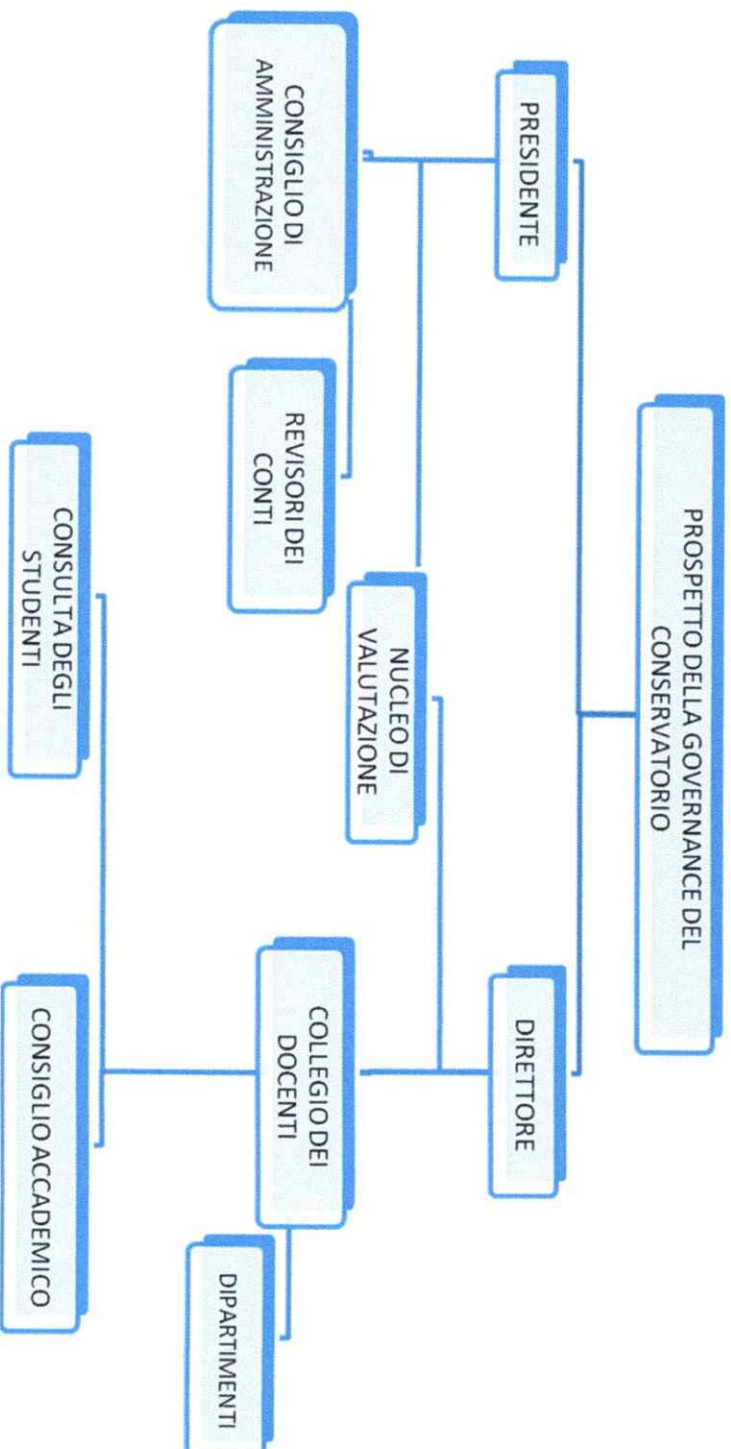 PROSPETTO DELLA GOVERNANCE DEL
CONSERVATORIO
PRESIDENTE
DIRETTORE
NUCLEO DI
VALUTAZIONE
CONSIGLIO DI
AMMINISTRAZIONE
REVISORI DEI
CONTI
COLLEGIO DEI
DOCENTI
DIPARTIMENTI
CONSULTA DEGLI
STUDENTI
CONSIGLIO ACCADEMICO